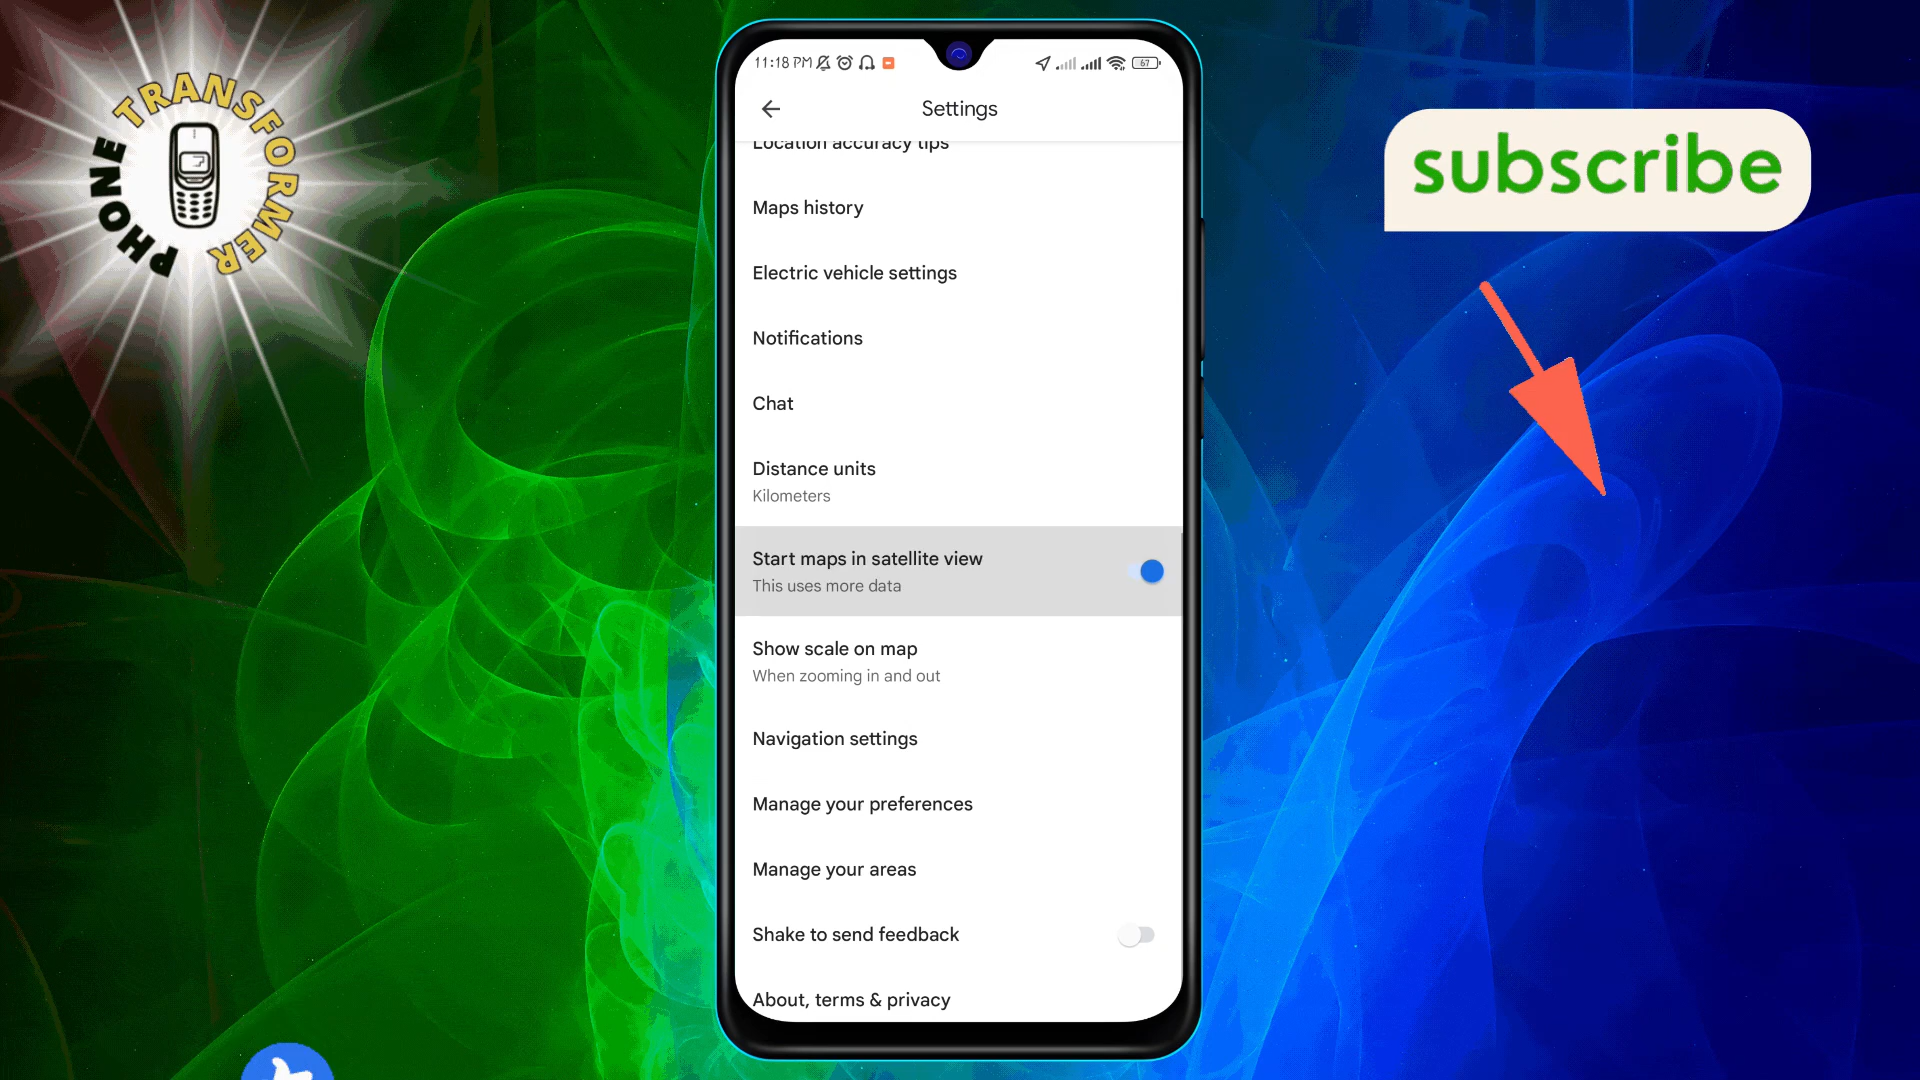 PHONE TRANSFORMER
subscribe
11:18 PM
67
Settings
Location accuracy tips
Maps history
Electric vehicle settings
Notifications
Chat
Distance units
Kilometers
Start maps in satellite view
This uses more data
Show scale on map
When zooming in and out
Navigation settings
Manage your preferences
Manage your areas
Shake to send feedback
About, terms & privacy